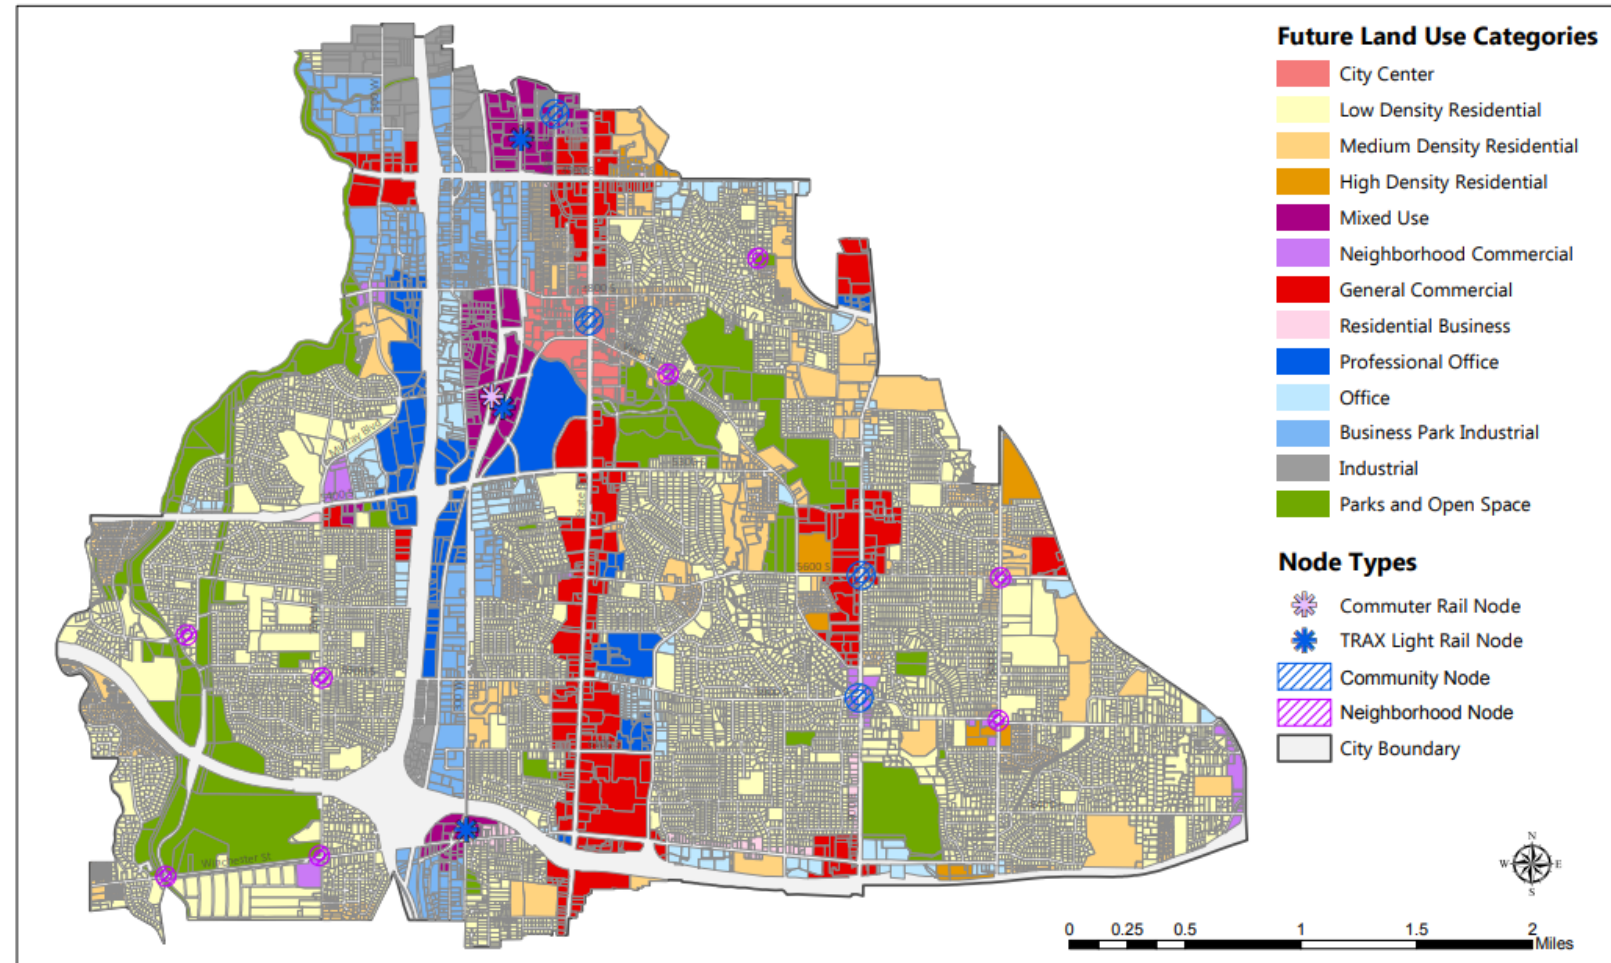 Future Land Use Categories
City Center
Low Density Residential
Medium Density Residential
High Density Residential
Mixed Use
Neighborhood Commercial
General Commercial
Residential Business
Professional Office
Office
Business Park Industrial
Industrial
Parks and Open Space
Node Types
Commuter Rail Node
TRAX Light Rail Node
Community Node
Neighborhood Node
City Boundary
Murray Blvd
5600 S
Winchester St
N
W
E
S
0
0.25
0.5
1
1.5
2
Miles